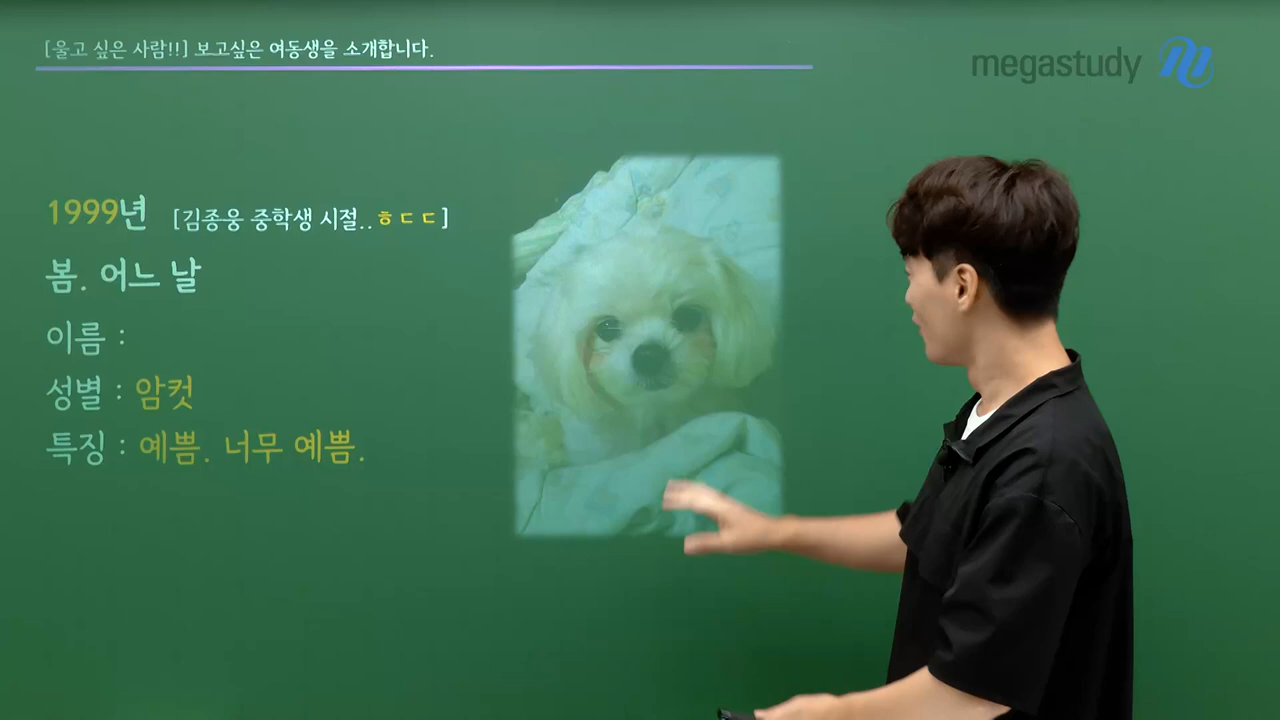 [울고 싶은 사람!!] 보고싶은 여동생을 소개합니다.
megastudy
1999년 [김종웅 중학생 시절..ㅎㄷㄷ]
봄. 어느 날
이름 :
성별 : 암컷
특징 : 예쁨. 너무 예쁨.